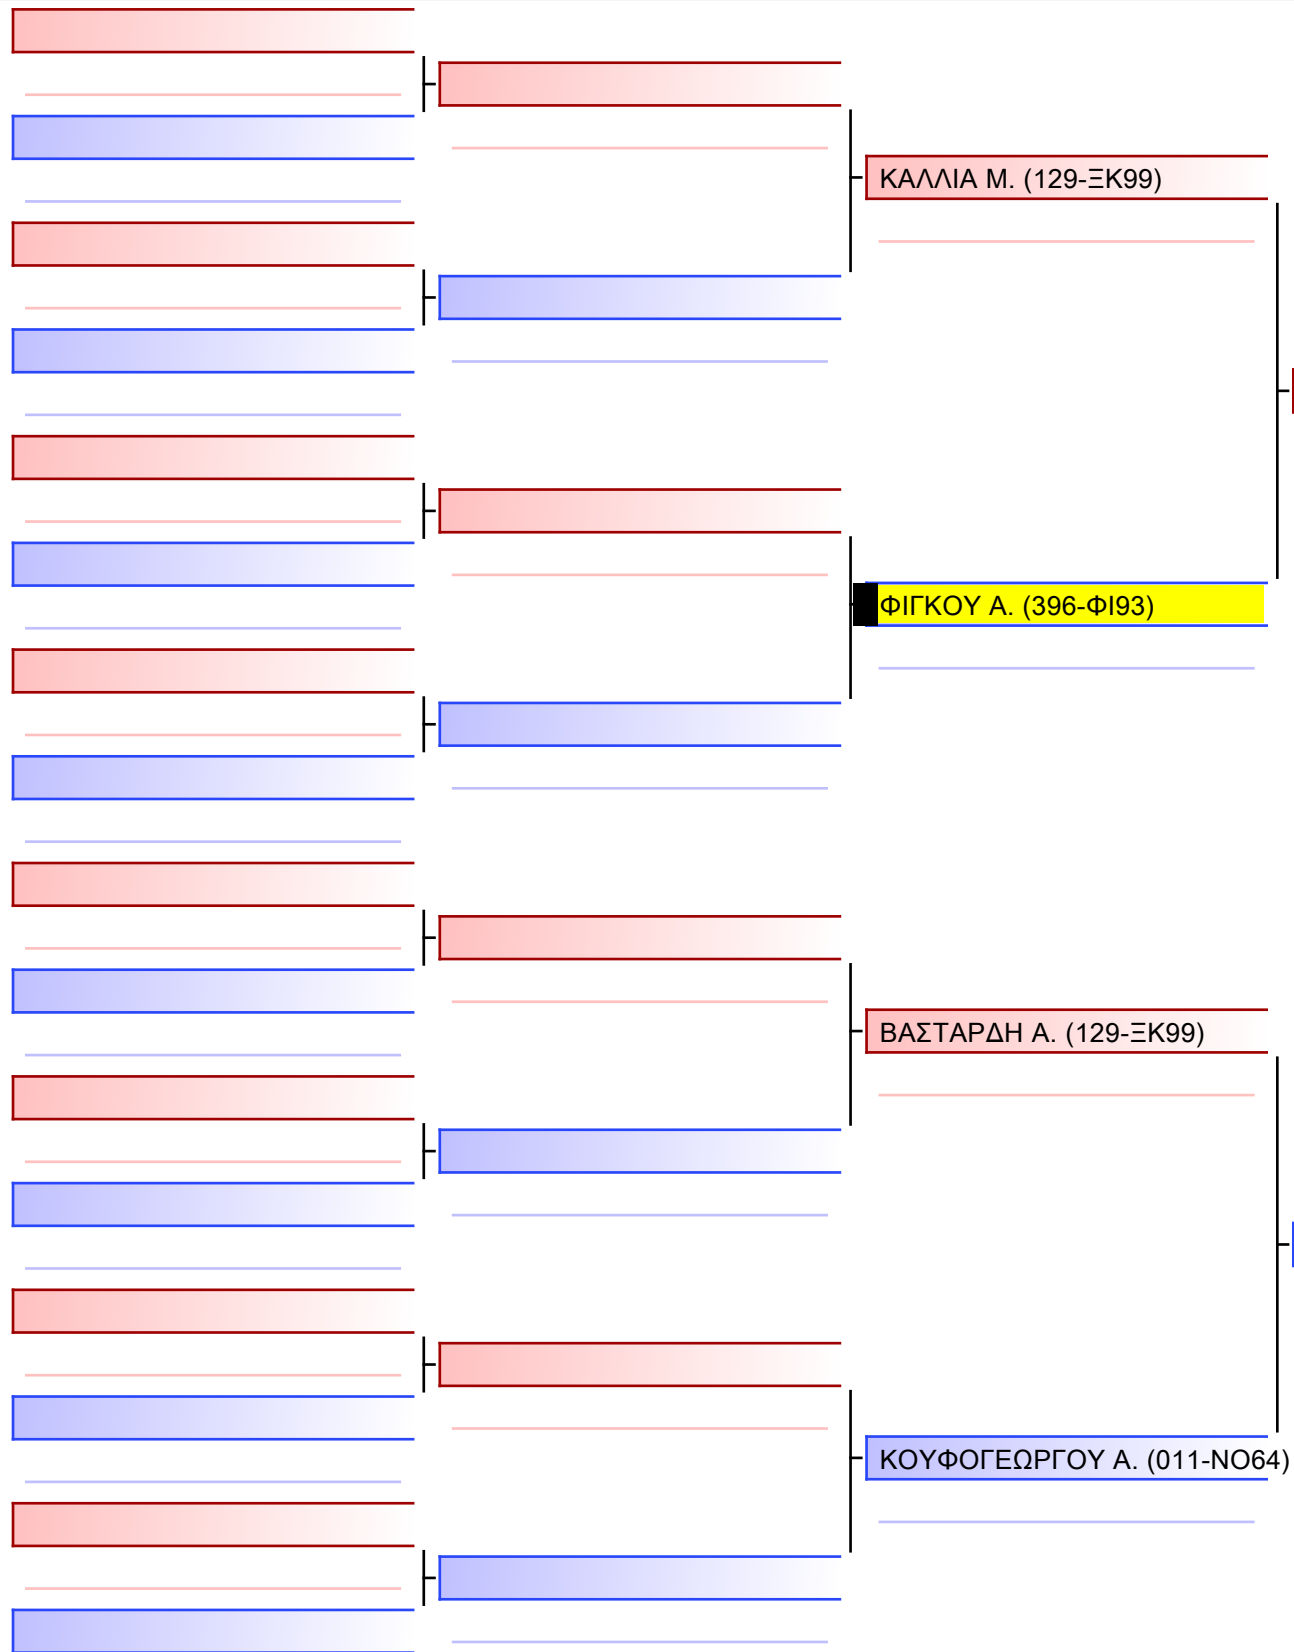 ΚΑΛΛΙΑ Μ. (129-ΞΚ99)
ΦΙΓΚΟΥ Α. (396-ΦΙ93)
ΒΑΣΤΑΡΔΗ Α. (129-ΞΚ99)
ΚΟΥΦΟΓΕΩΡΓΟΥ Α. (011-ΝΟ64)